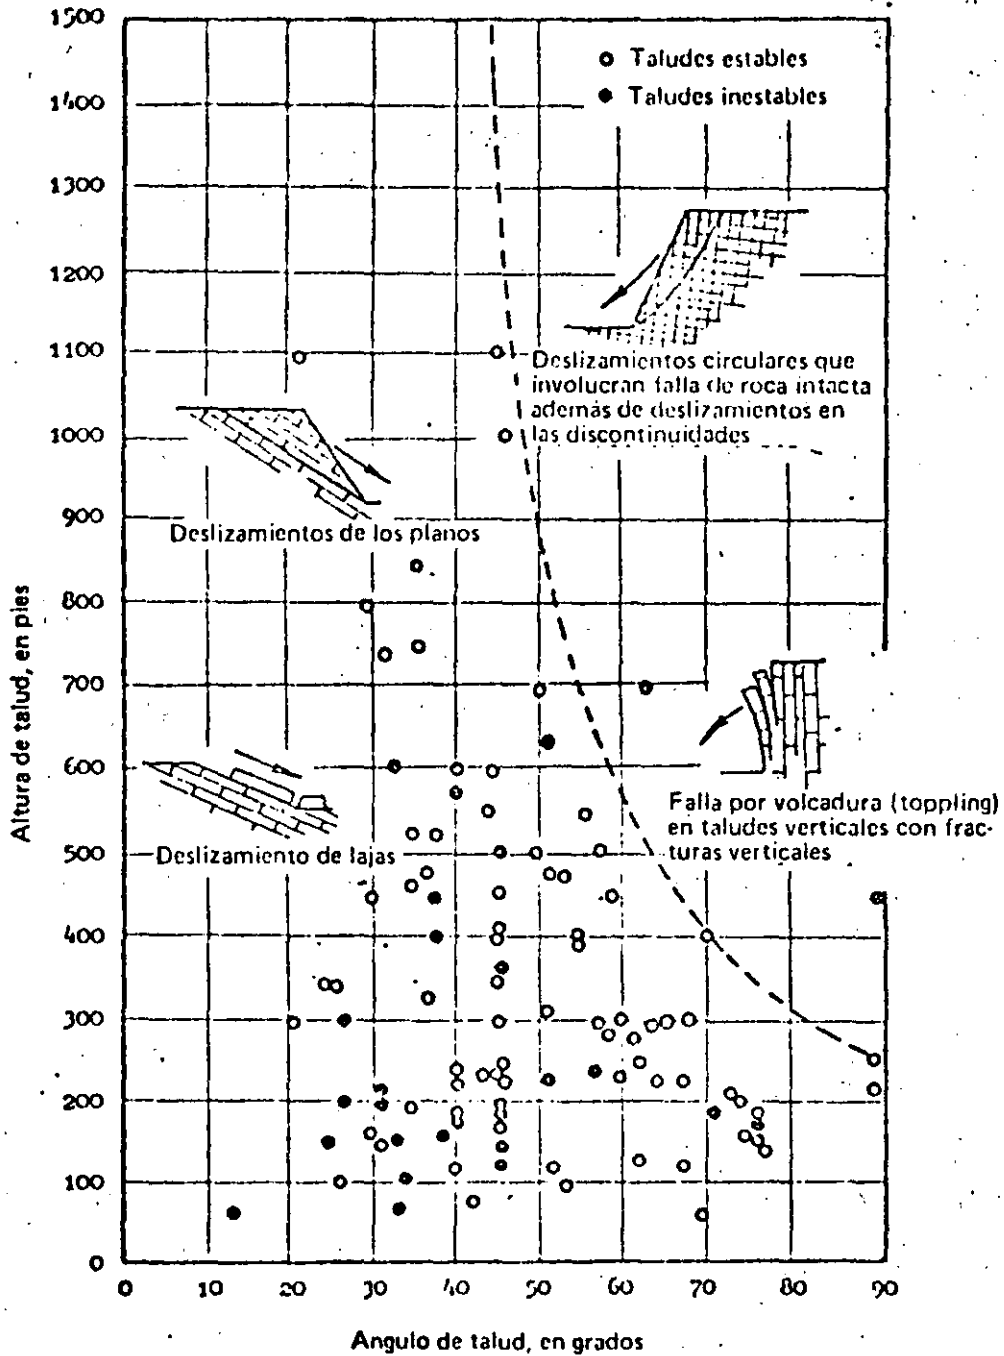 1500
1400
1300
1200
1100
1000
900
800
700
600
500
400
300
200
100
0
Altura de talud, en pies
Taludes estables
Taludes inestables
Deslizamientos circulares que
involucran falla de roca intacta
además de deslizamientos en
las discontinuidades
Deslizamientos de los planos
Falla por volcadura (toppling)
en taludes verticales con frac-
turas verticales
Deslizamiento de lajas
0 10 20 30 40 50 60 70 80 90
Angulo de talud, en grados